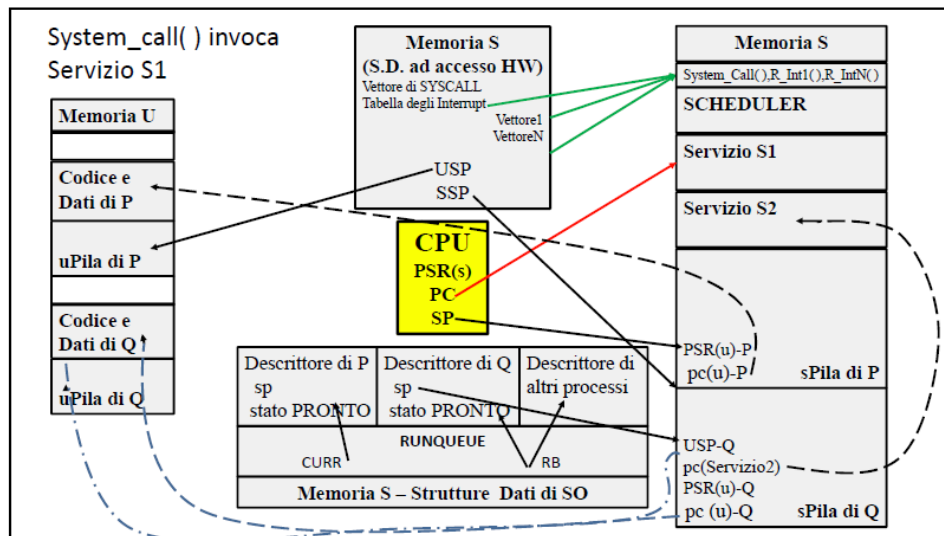 System_call( ) invoca
Servizio S1
Memoria U
Codice e
Dati di P
uPila di P
Codice e
Dati di Q
uPila di Q
Memoria S
(S.D. ad accesso HW)
Vettore di SYSCALL
Tabella degli Interrupt
Vettore1
VettoreN
USP
SSP
CPU
PSR(s)
PC
SP
Descrittore di P
sp
stato PRONTO
Descrittore di Q
sp
stato PRONTO
Descrittore di
altri processi
RUNQUEUE
CURR
RB
Memoria S – Strutture Dati di SO
Memoria S
System_Call(),R_Int1(),R_IntN()
SCHEDULER
Servizio S1
Servizio S2
PSR(u)-P
pc(u)-P
sPila di P
USP-Q
pc(Servizio2)
PSR(u)-Q
pc (u)-Q
sPila di Q